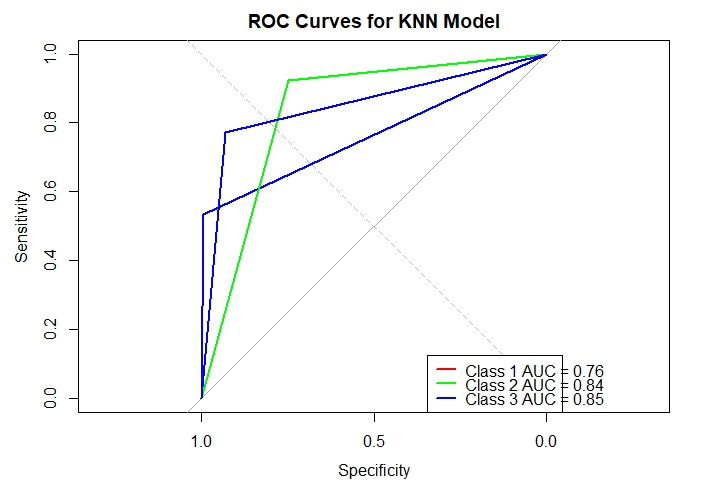 ROC Curves for KNN Model
Sensitivity
1.0
0.8
0.6
0.4
0.2
0.0
Class 1 AUC = 0.76
Class 2 AUC = 0.84
Class 3 AUC = 0.85
1.0 0.5 0.0
Specificity